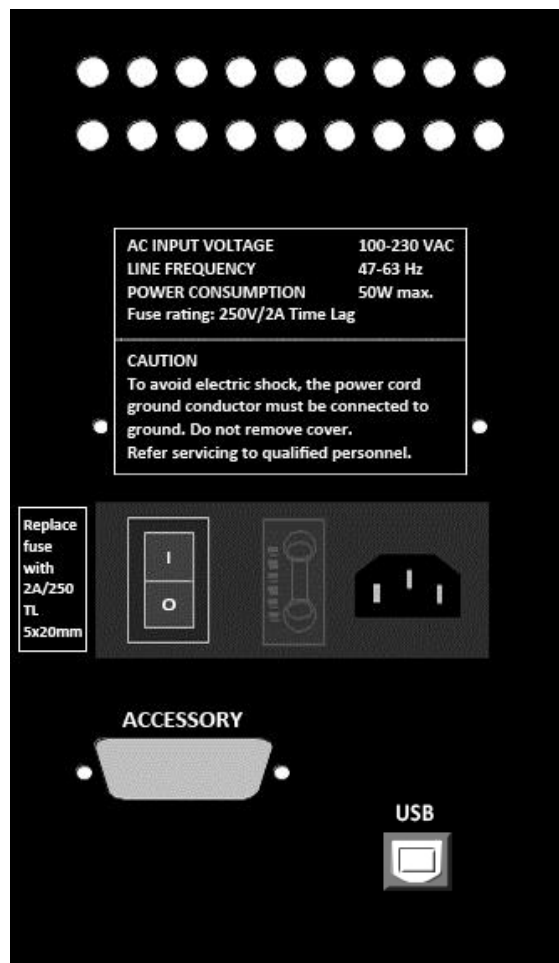 AC INPUT VOLTAGE 100-230 VAC
LINE FREQUENCY 47-63 Hz
POWER CONSUMPTION 50W max.
Fuse rating: 250V/2A Time Lag
CAUTION
To avoid electric shock, the power cord
ground conductor must be connected to
ground. Do not remove cover.
Refer servicing to qualified personnel.
Replace
fuse
with
2A/250
TL
5x20mm
I
O
ACCESSORY
USB